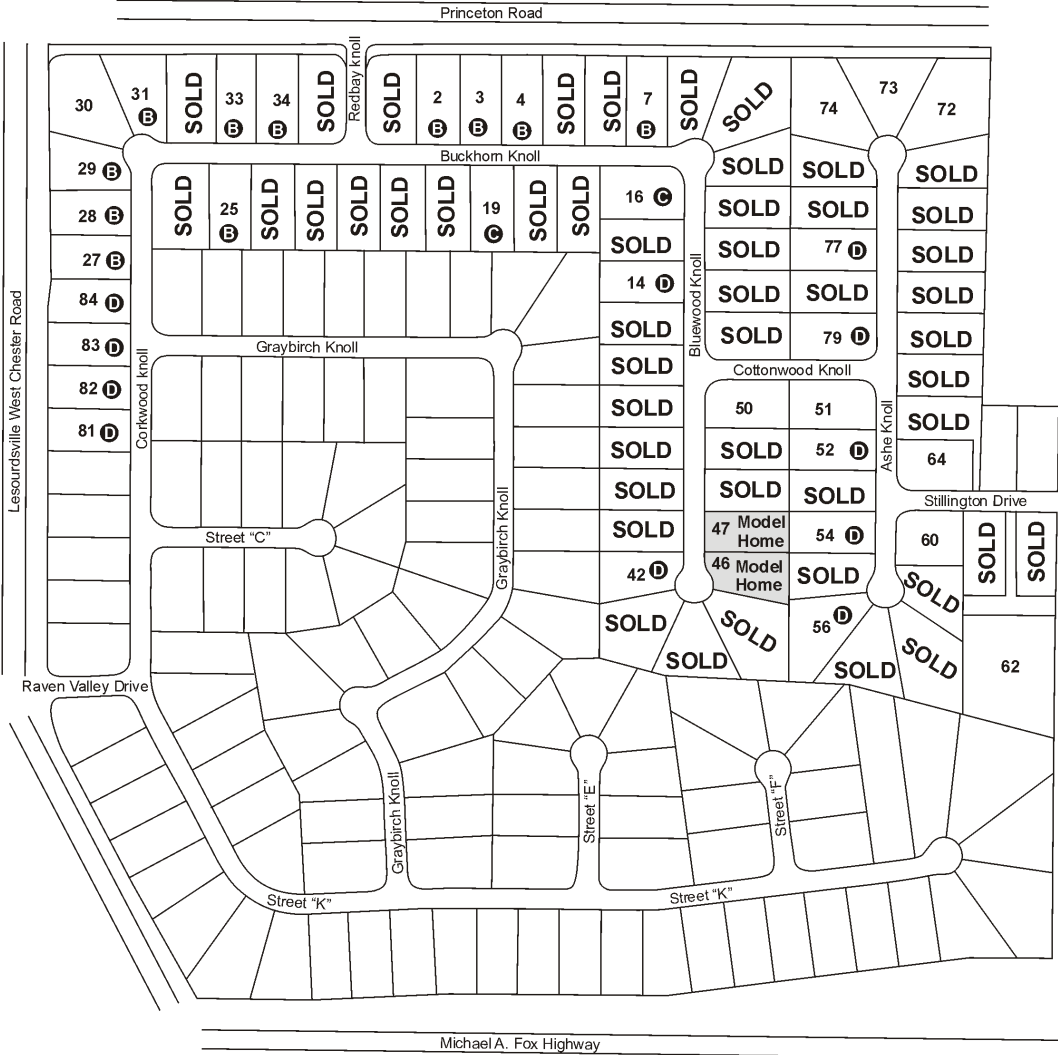 Princeton Road
Lesourdsville West Chester Road
Redbay knoll
30
31 B
SOLD
33 B
34 B
SOLD
SOLD
2 B
3 B
4 B
SOLD
SOLD
7 B
SOLD
SOLD
74
73
72
Buckhorn Knoll
29 B
28 B
27 B
84 D
83 D
82 D
81 D
Corkwood knoll
SOLD
25 B
SOLD
SOLD
SOLD
SOLD
SOLD
19 C
SOLD
SOLD
16 C
SOLD
14 D
SOLD
SOLD
SOLD
SOLD
SOLD
SOLD
42 D
SOLD
SOLD
SOLD
Bluewood Knoll
SOLD
SOLD
SOLD
SOLD
SOLD
SOLD
SOLD
77 D
SOLD
79 D
Cottonwood Knoll
50
51
SOLD
52 D
SOLD
SOLD
47 Model
Home
54 D
46 Model
Home
SOLD
56 D
SOLD
SOLD
SOLD
Ashe Knoll
SOLD
SOLD
SOLD
SOLD
SOLD
SOLD
SOLD
64
Stillington Drive
60
SOLD
SOLD
62
Graybirch Knoll
Graybirch Knoll
Street "C"
Raven Valley Drive
Graybirch Knoll
Street "E"
Street "F"
Street "K"
Street "K"
Michael A. Fox Highway